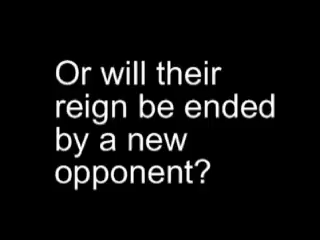 Or will their
reign be ended
by a new
opponent?